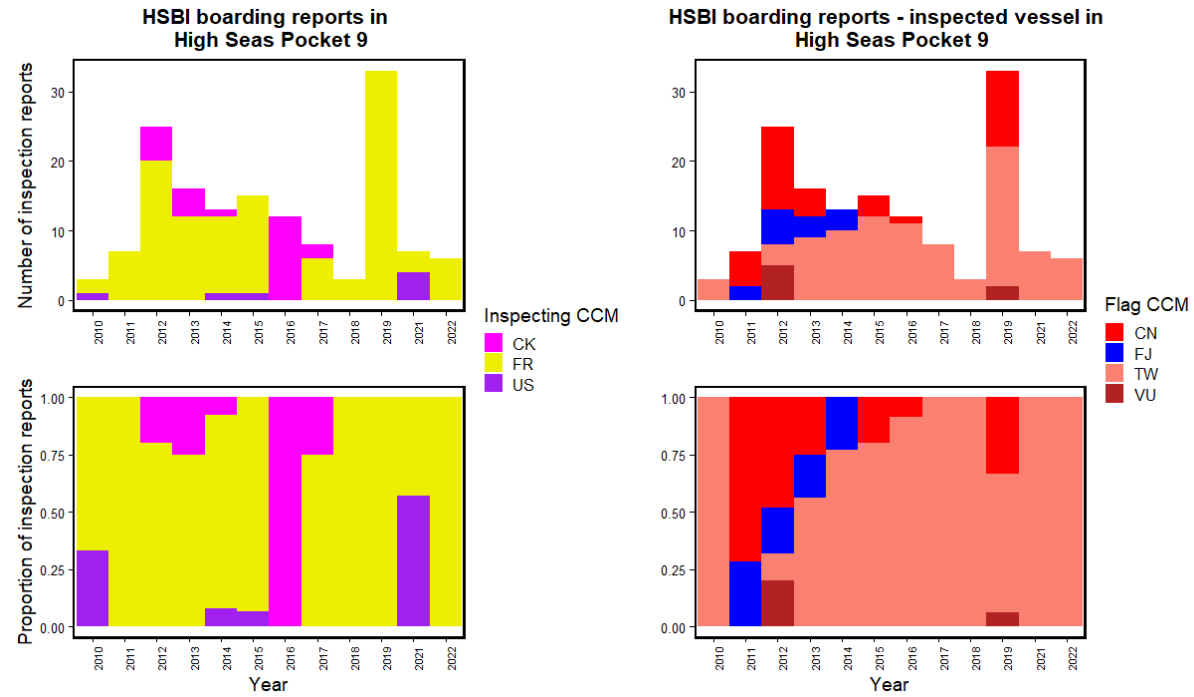 HSBI boarding reports in
High Seas Pocket 9
Number of inspection reports
30
20
10
0
2010 2011 2012 2013 2014 2015 2016 2017 2018 2019 2021 2022
Inspecting CCM
CK
FR
US
Proportion of inspection reports
1.00
0.75
0.50
0.25
0.00
2010 2011 2012 2013 2014 2015 2016 2017 2018 2019 2021 2022
Year
HSBI boarding reports - inspected vessel in
High Seas Pocket 9
30
20
10
0
2010 2011 2012 2013 2014 2015 2016 2017 2018 2019 2021 2022
Flag CCM
CN
FJ
TW
VU
1.00
0.75
0.50
0.25
0.00
2010 2011 2012 2013 2014 2015 2016 2017 2018 2019 2021 2022
Year